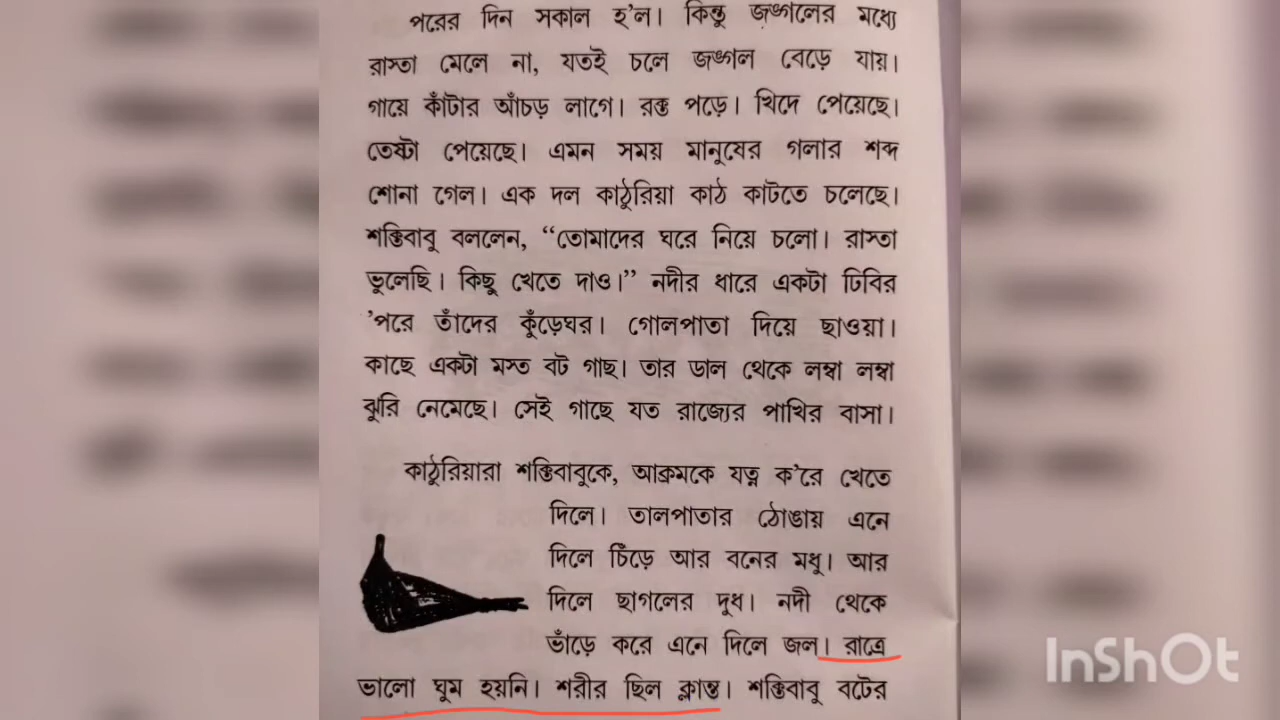 পরের দিন সকাল হ'ল। কিন্তু জঙ্গলের মধ্যে
রাস্তা মেলে না, যতই চলে জঙ্গল বেড়ে যায়।
গায়ে কাঁটার আঁচড় লাগে। রক্ত পড়ে। খিদে পেয়েছে।
তেষ্টা পেয়েছে। এমন সময় মানুষের গলার শব্দ
শোনা গেল। এক দল কাঠুরিয়া কাঠ কাটতে চলেছে।
শক্তিবাবু বললেন, “তোমাদের ঘরে নিয়ে চলো। রাস্তা
ভুলেছি। কিছু খেতে দাও।” নদীর ধারে একটা ঢিবির
'পরে তাঁদের কুঁড়েঘর। গোলপাতা দিয়ে ছাওয়া।
কাছে একটা মস্ত বট গাছ। তার ডাল থেকে লম্বা লম্বা
ঝুরি নেমেছে। সেই গাছে যত রাজ্যের পাখির বাসা।
কাঠুরিয়ারা শক্তিবাবুকে, আক্রমকে যত্ন ক'রে খেতে
দিলে। তালপাতার ঠোঙায় এনে
দিলে চিঁড়ে আর বনের মধু। আর
দিলে ছাগলের দুধ। নদী থেকে
ভাঁড়ে করে এনে দিলে জল। রাত্রে
ভালো ঘুম হয়নি। শরীর ছিল ক্লান্ত। শক্তিবাবু বটের
InShOt